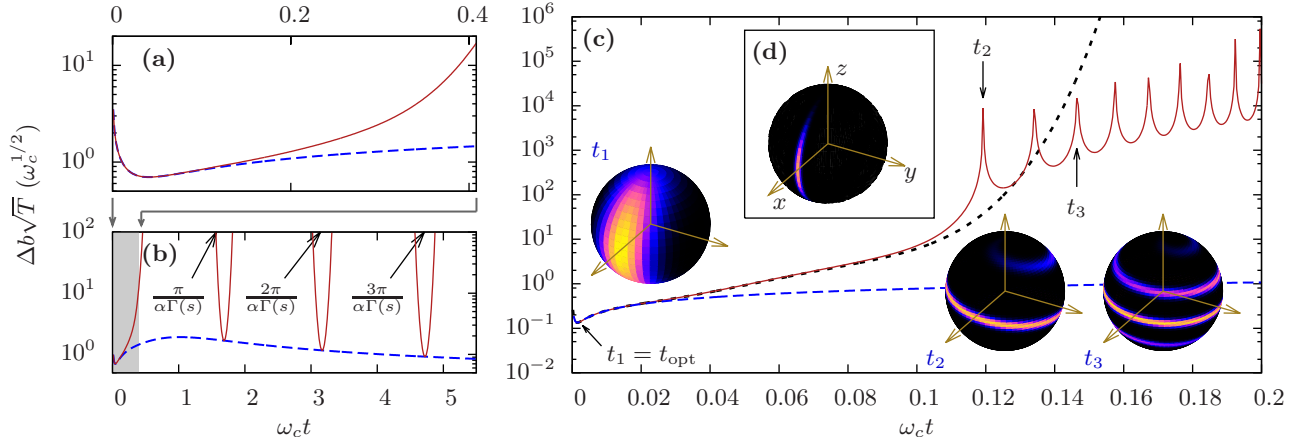 0 0.2 0.4
(a)
10^1
10^0
Δb√T (ω_c^{1/2})
10^2
(b)
10^1
10^0
π/αΓ(s) 2π/αΓ(s) 3π/αΓ(s)
0 1 2 3 4 5
ω_c t
10^6
(c)
10^5
10^4
10^3
10^2
10^1
10^0
10^{-1}
10^{-2}
(d)
z
y
x
t_1
t_2
t_3
t_1 = t_opt
t_2
t_3
0 0.02 0.04 0.06 0.08 0.1 0.12 0.14 0.16 0.18 0.2
ω_c t